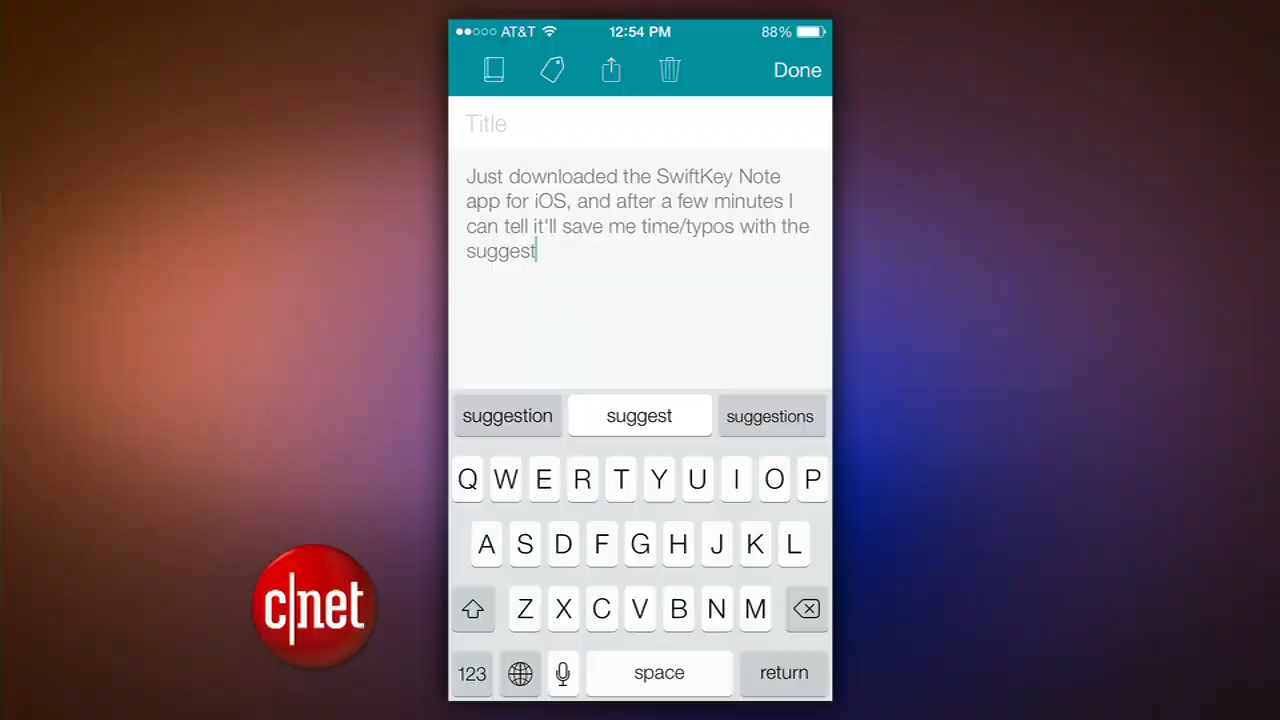 AT&T 12:54 PM 88%
Done
Title
Just downloaded the SwiftKey Note
app for iOS, and after a few minutes I
can tell it'll save me time/typos with the
suggest
suggestion suggest suggestions
Q W E R T Y U I O P
A S D F G H J K L
Z X C V B N M
123 space return
c|net